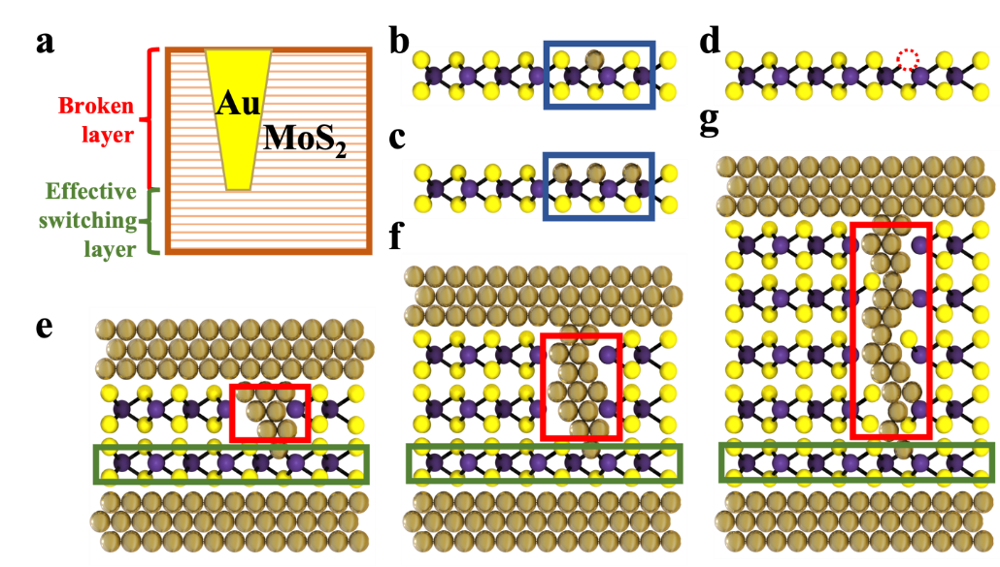 a
Au
MoS₂
Broken
layer
Effective
switching
layer
b
c
d
e
f
g